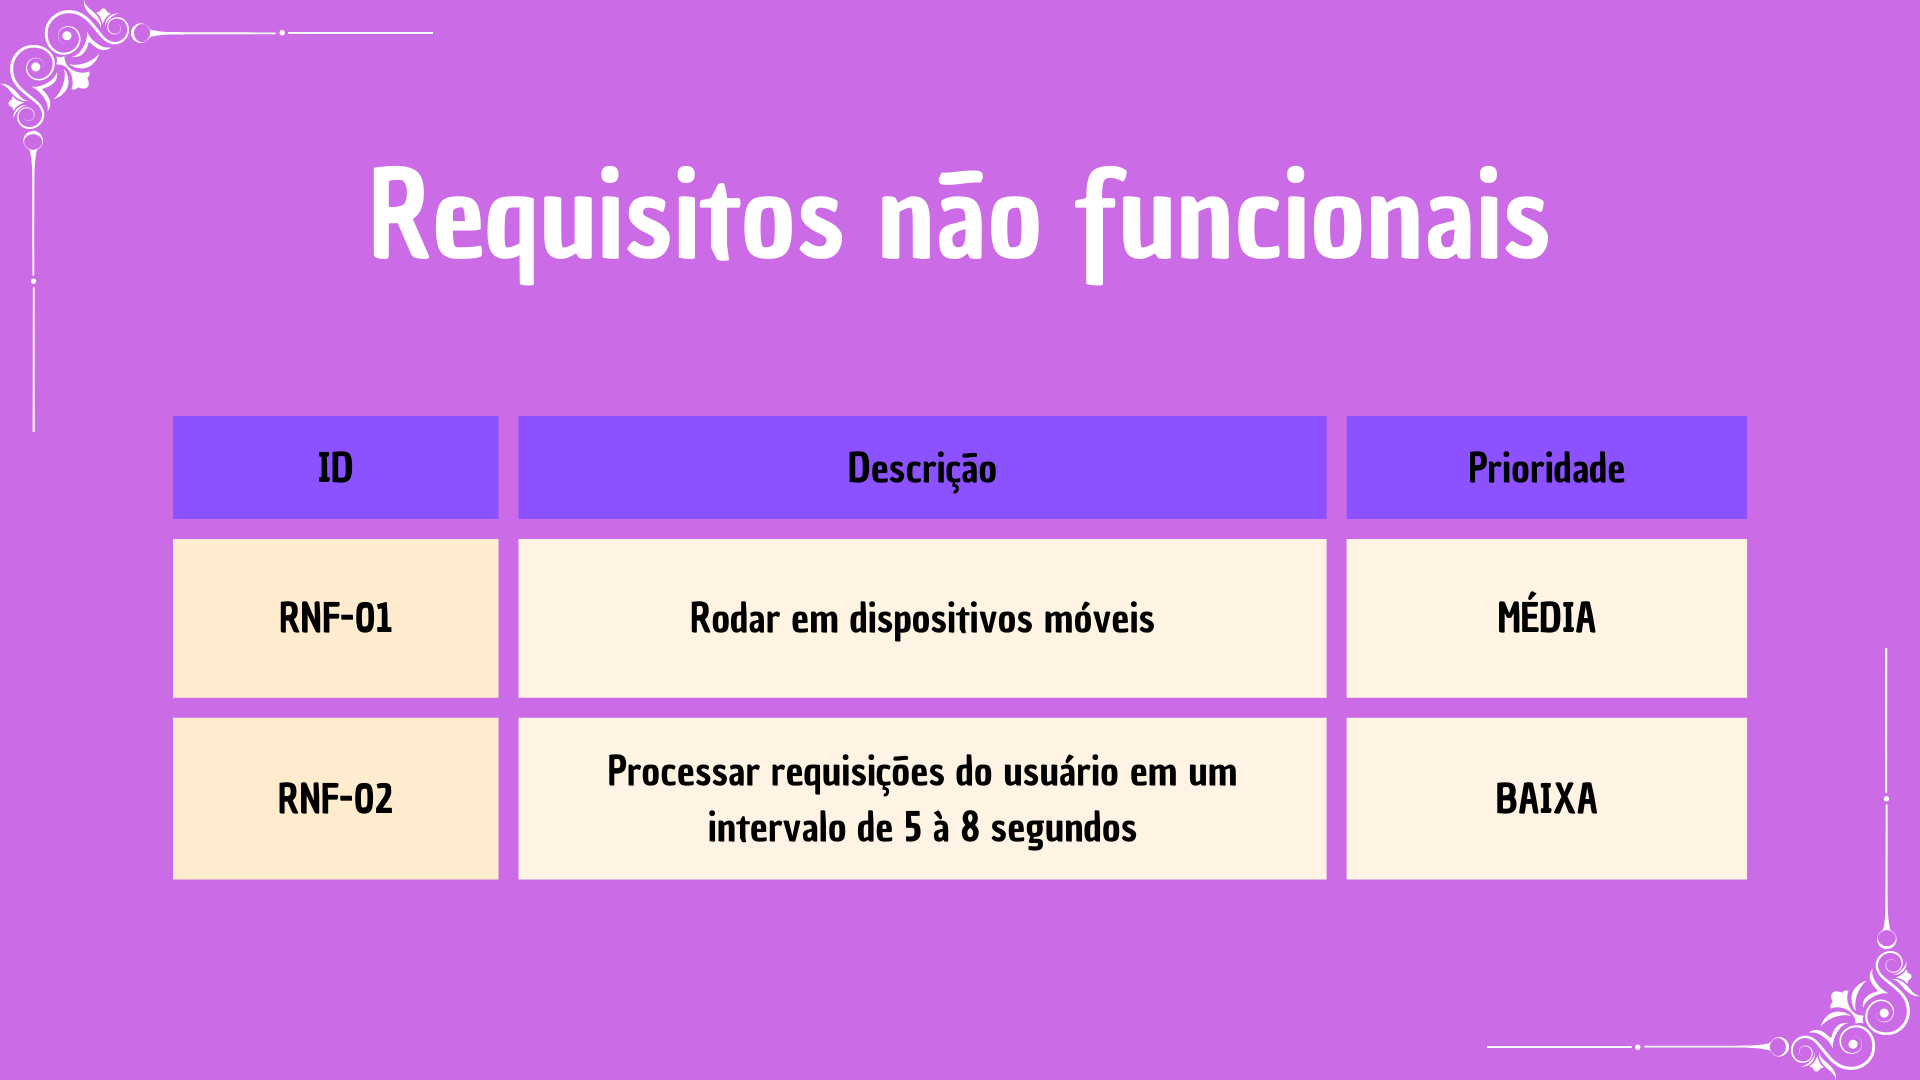 Requisitos não funcionais
ID
Descrição
Prioridade
RNF-01
Rodar em dispositivos móveis
MÉDIA
RNF-02
Processar requisições do usuário em um
intervalo de 5 à 8 segundos
BAIXA